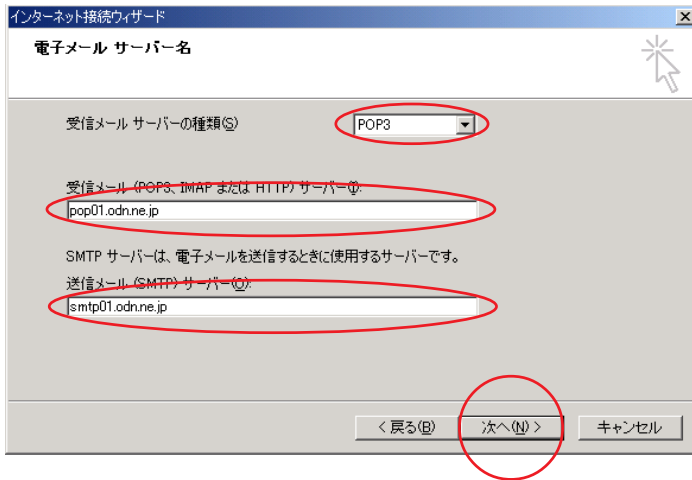 インターネット接続ウィザード
電子メール サーバー名
受信メール サーバーの種類(S)
POP3
受信メール (POP3、IMAP または HTTP) サーバー(I):
pop01.odn.ne.jp
SMTP サーバーは、電子メールを送信するときに使用するサーバーです。
送信メール (SMTP) サーバー(O):
smtp01.odn.ne.jp
< 戻る(B) 次へ(N) > キャンセル